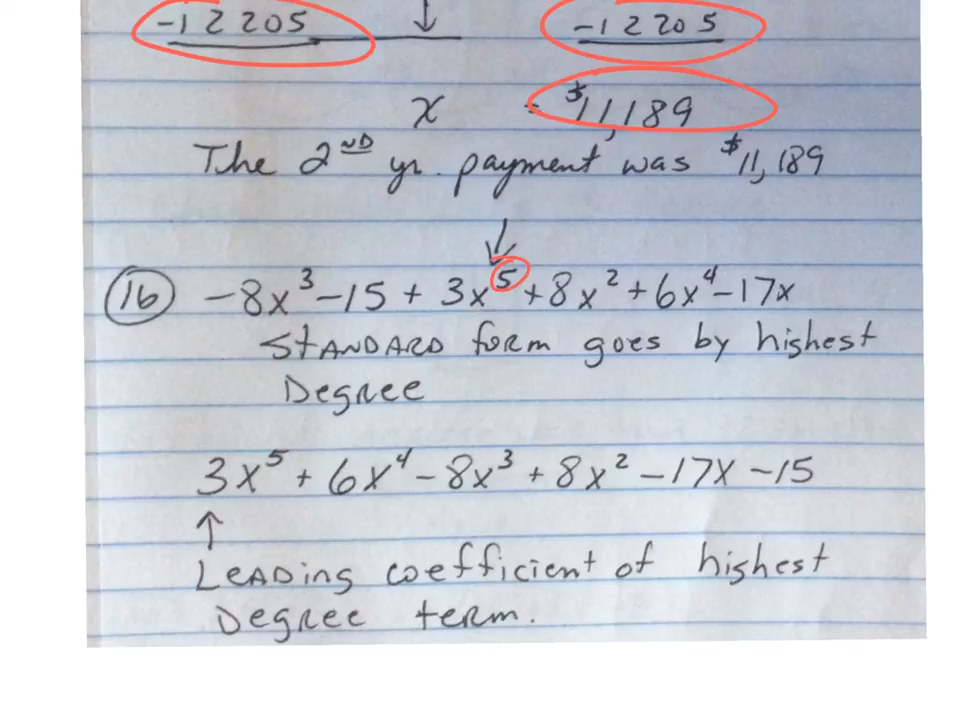 -12205 -12205
x = $11,189
The 2ND yr. payment was $11,189
16 -8x³-15 + 3x⁵ + 8x² + 6x⁴ - 17x
STANDARD form goes by highest
Degree
3x⁵ + 6x⁴ - 8x³ + 8x² - 17x - 15
LEADING coefficient of highest
Degree term.